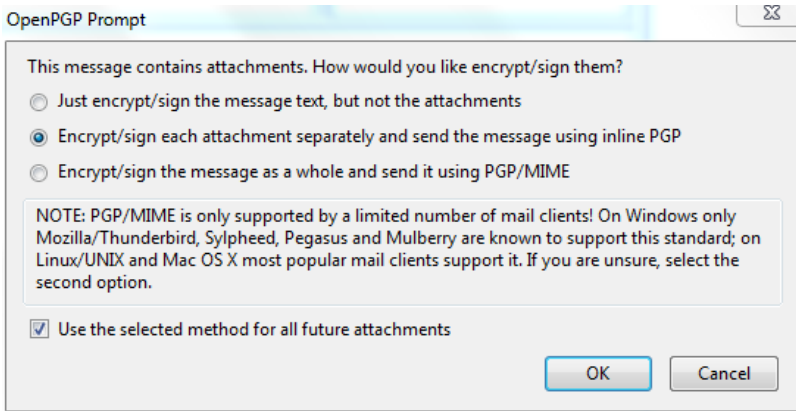 OpenPGP Prompt
This message contains attachments. How would you like encrypt/sign them?
Just encrypt/sign the message text, but not the attachments
Encrypt/sign each attachment separately and send the message using inline PGP
Encrypt/sign the message as a whole and send it using PGP/MIME
NOTE: PGP/MIME is only supported by a limited number of mail clients! On Windows only
Mozilla/Thunderbird, Sylpheed, Pegasus and Mulberry are known to support this standard; on
Linux/UNIX and Mac OS X most popular mail clients support it. If you are unsure, select the
second option.
Use the selected method for all future attachments
OK
Cancel